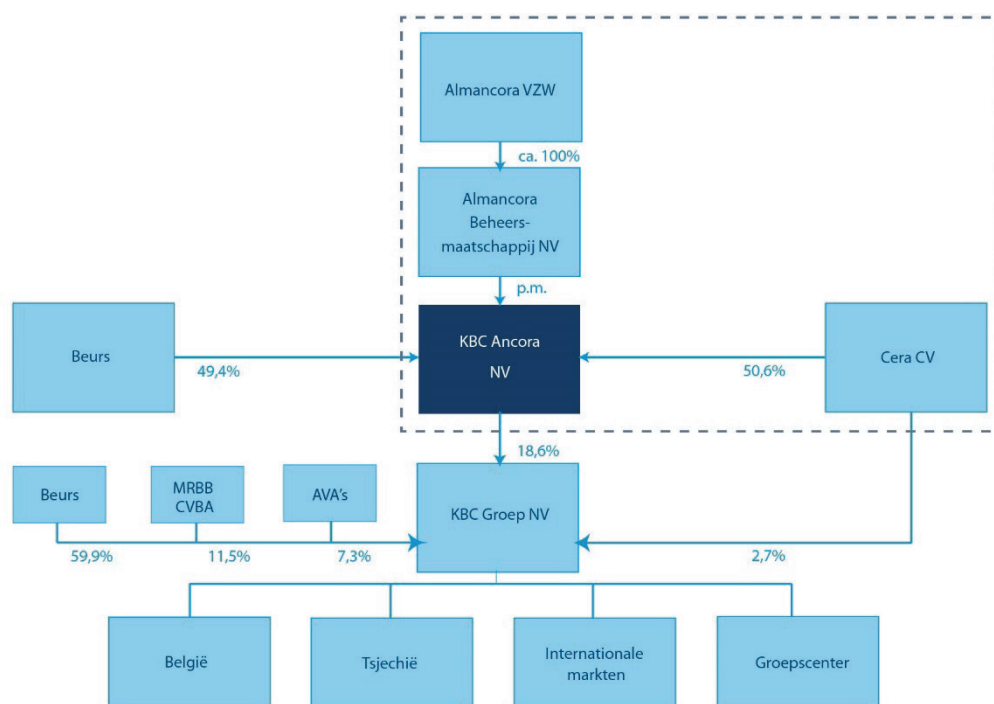 Almancora VZW
ca. 100%
Almancora
Beheers-
maatschappij NV
p.m.
Beurs
49,4%
KBC Ancora
NV
50,6%
Cera CV
18,6%
Beurs
MRBB
CVBA
AVA's
KBC Groep NV
59,9%
11,5%
7,3%
2,7%
België
Tsjechië
Internationale
markten
Groepscenter